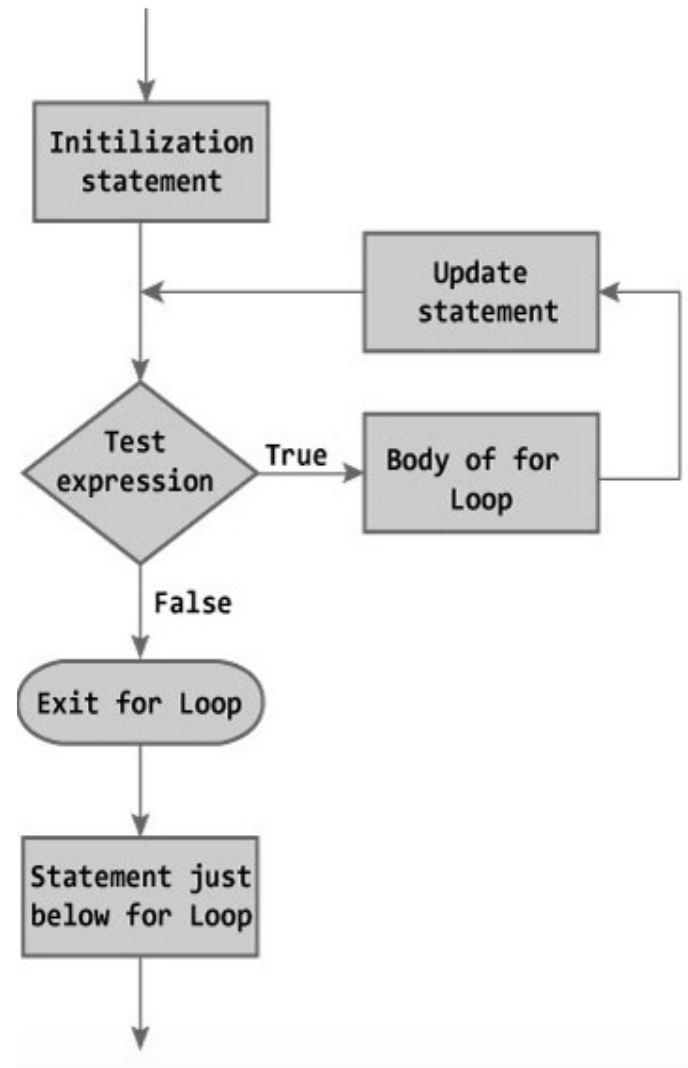 Initilization
statement
Update
statement
Test
expression
True
Body of for
Loop
False
Exit for Loop
Statement just
below for Loop